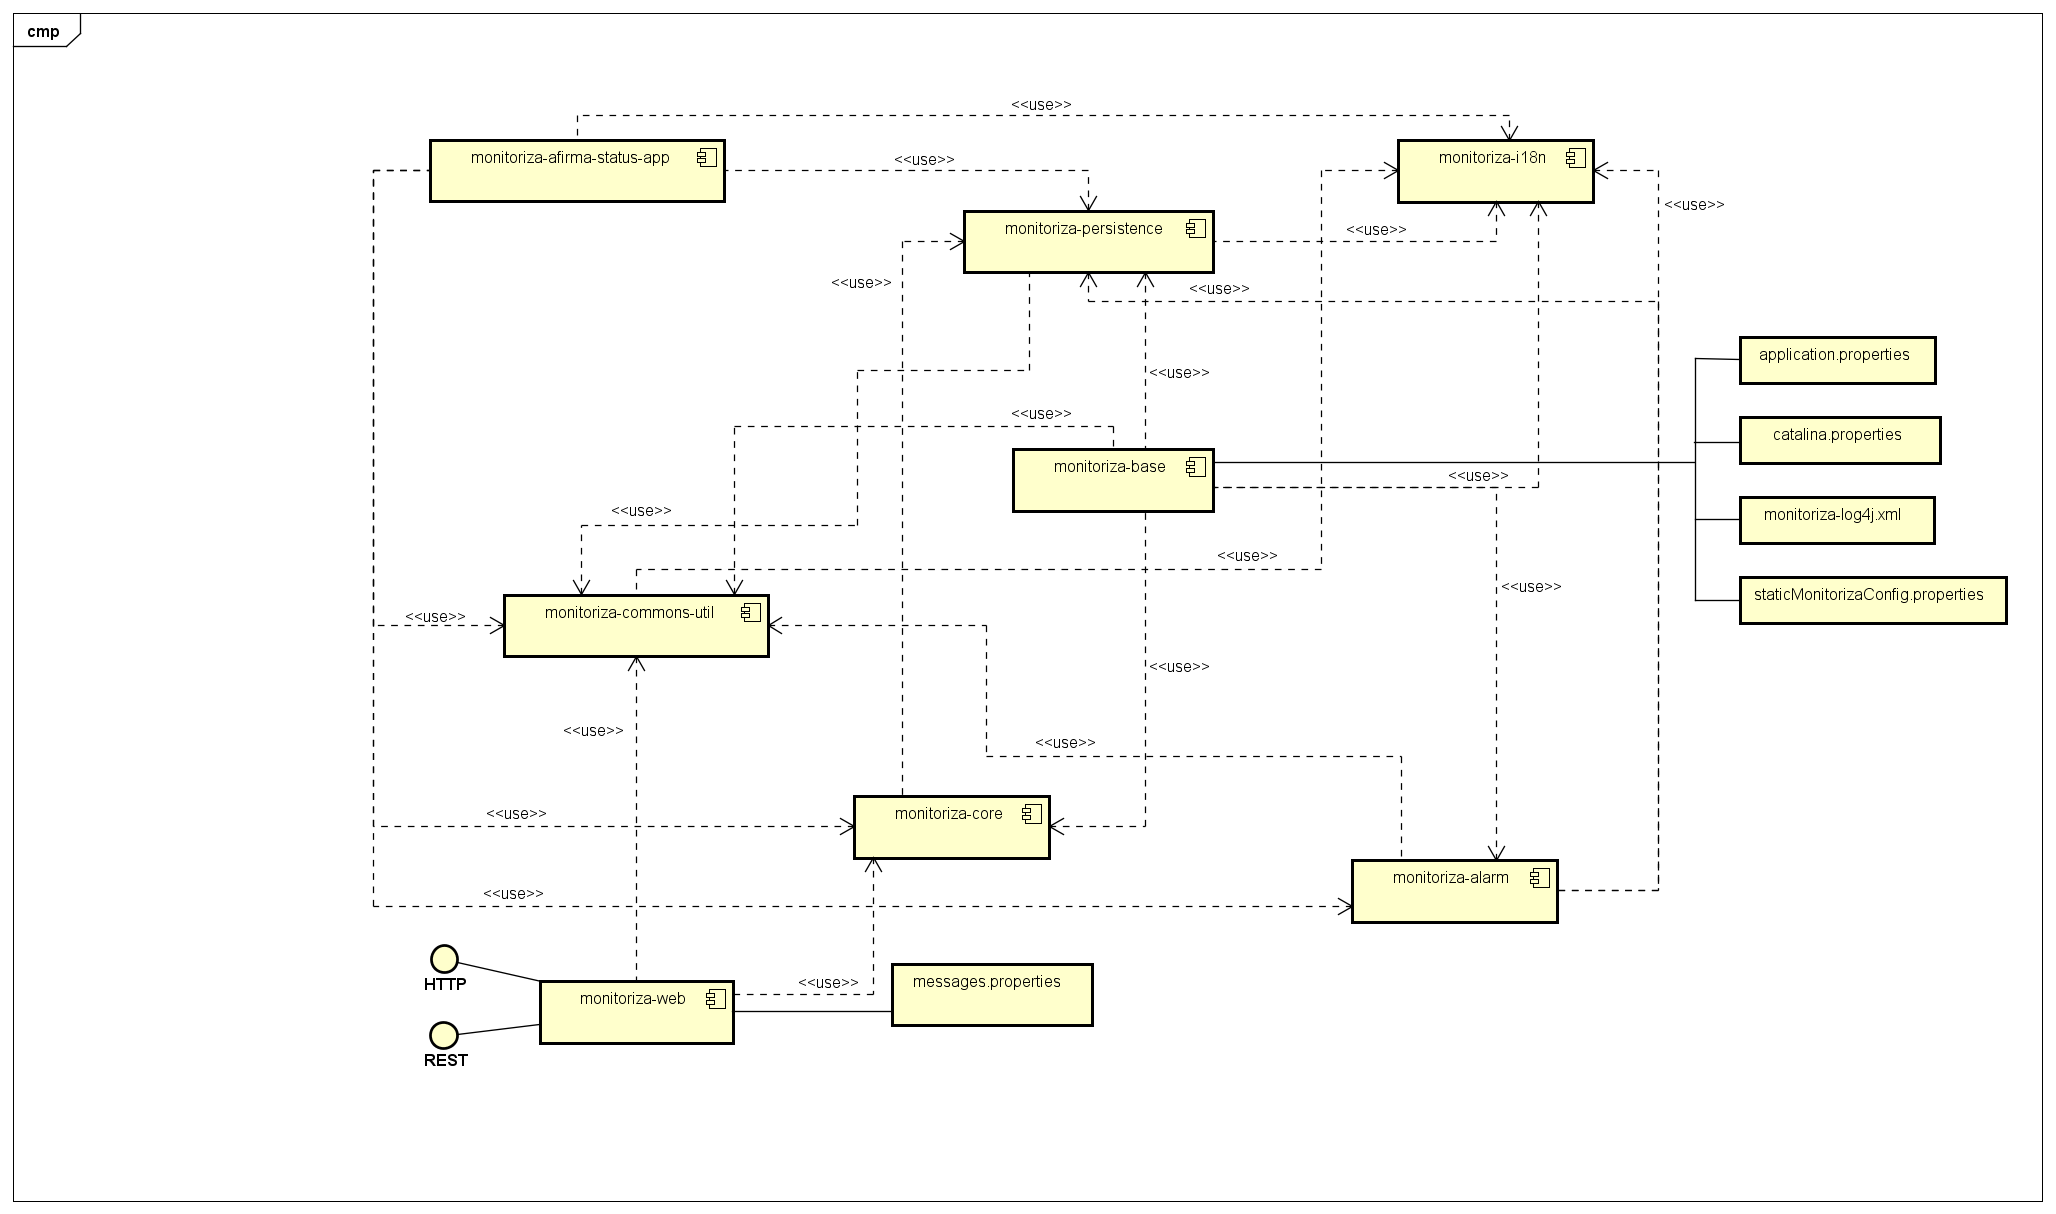 cmp
<<use>>
monitoriza-afirma-status-app
<<use>>
monitoriza-i18n
<<use>>
monitoriza-persistence
<<use>>
<<use>>
<<use>>
application.properties
<<use>>
<<use>>
catalina.properties
monitoriza-base
<<use>>
<<use>>
monitoriza-log4j.xml
<<use>>
<<use>>
staticMonitorizaConfig.properties
monitoriza-commons-util
<<use>>
<<use>>
<<use>>
<<use>>
monitoriza-core
<<use>>
monitoriza-alarm
<<use>>
HTTP
<<use>>
messages.properties
monitoriza-web
REST